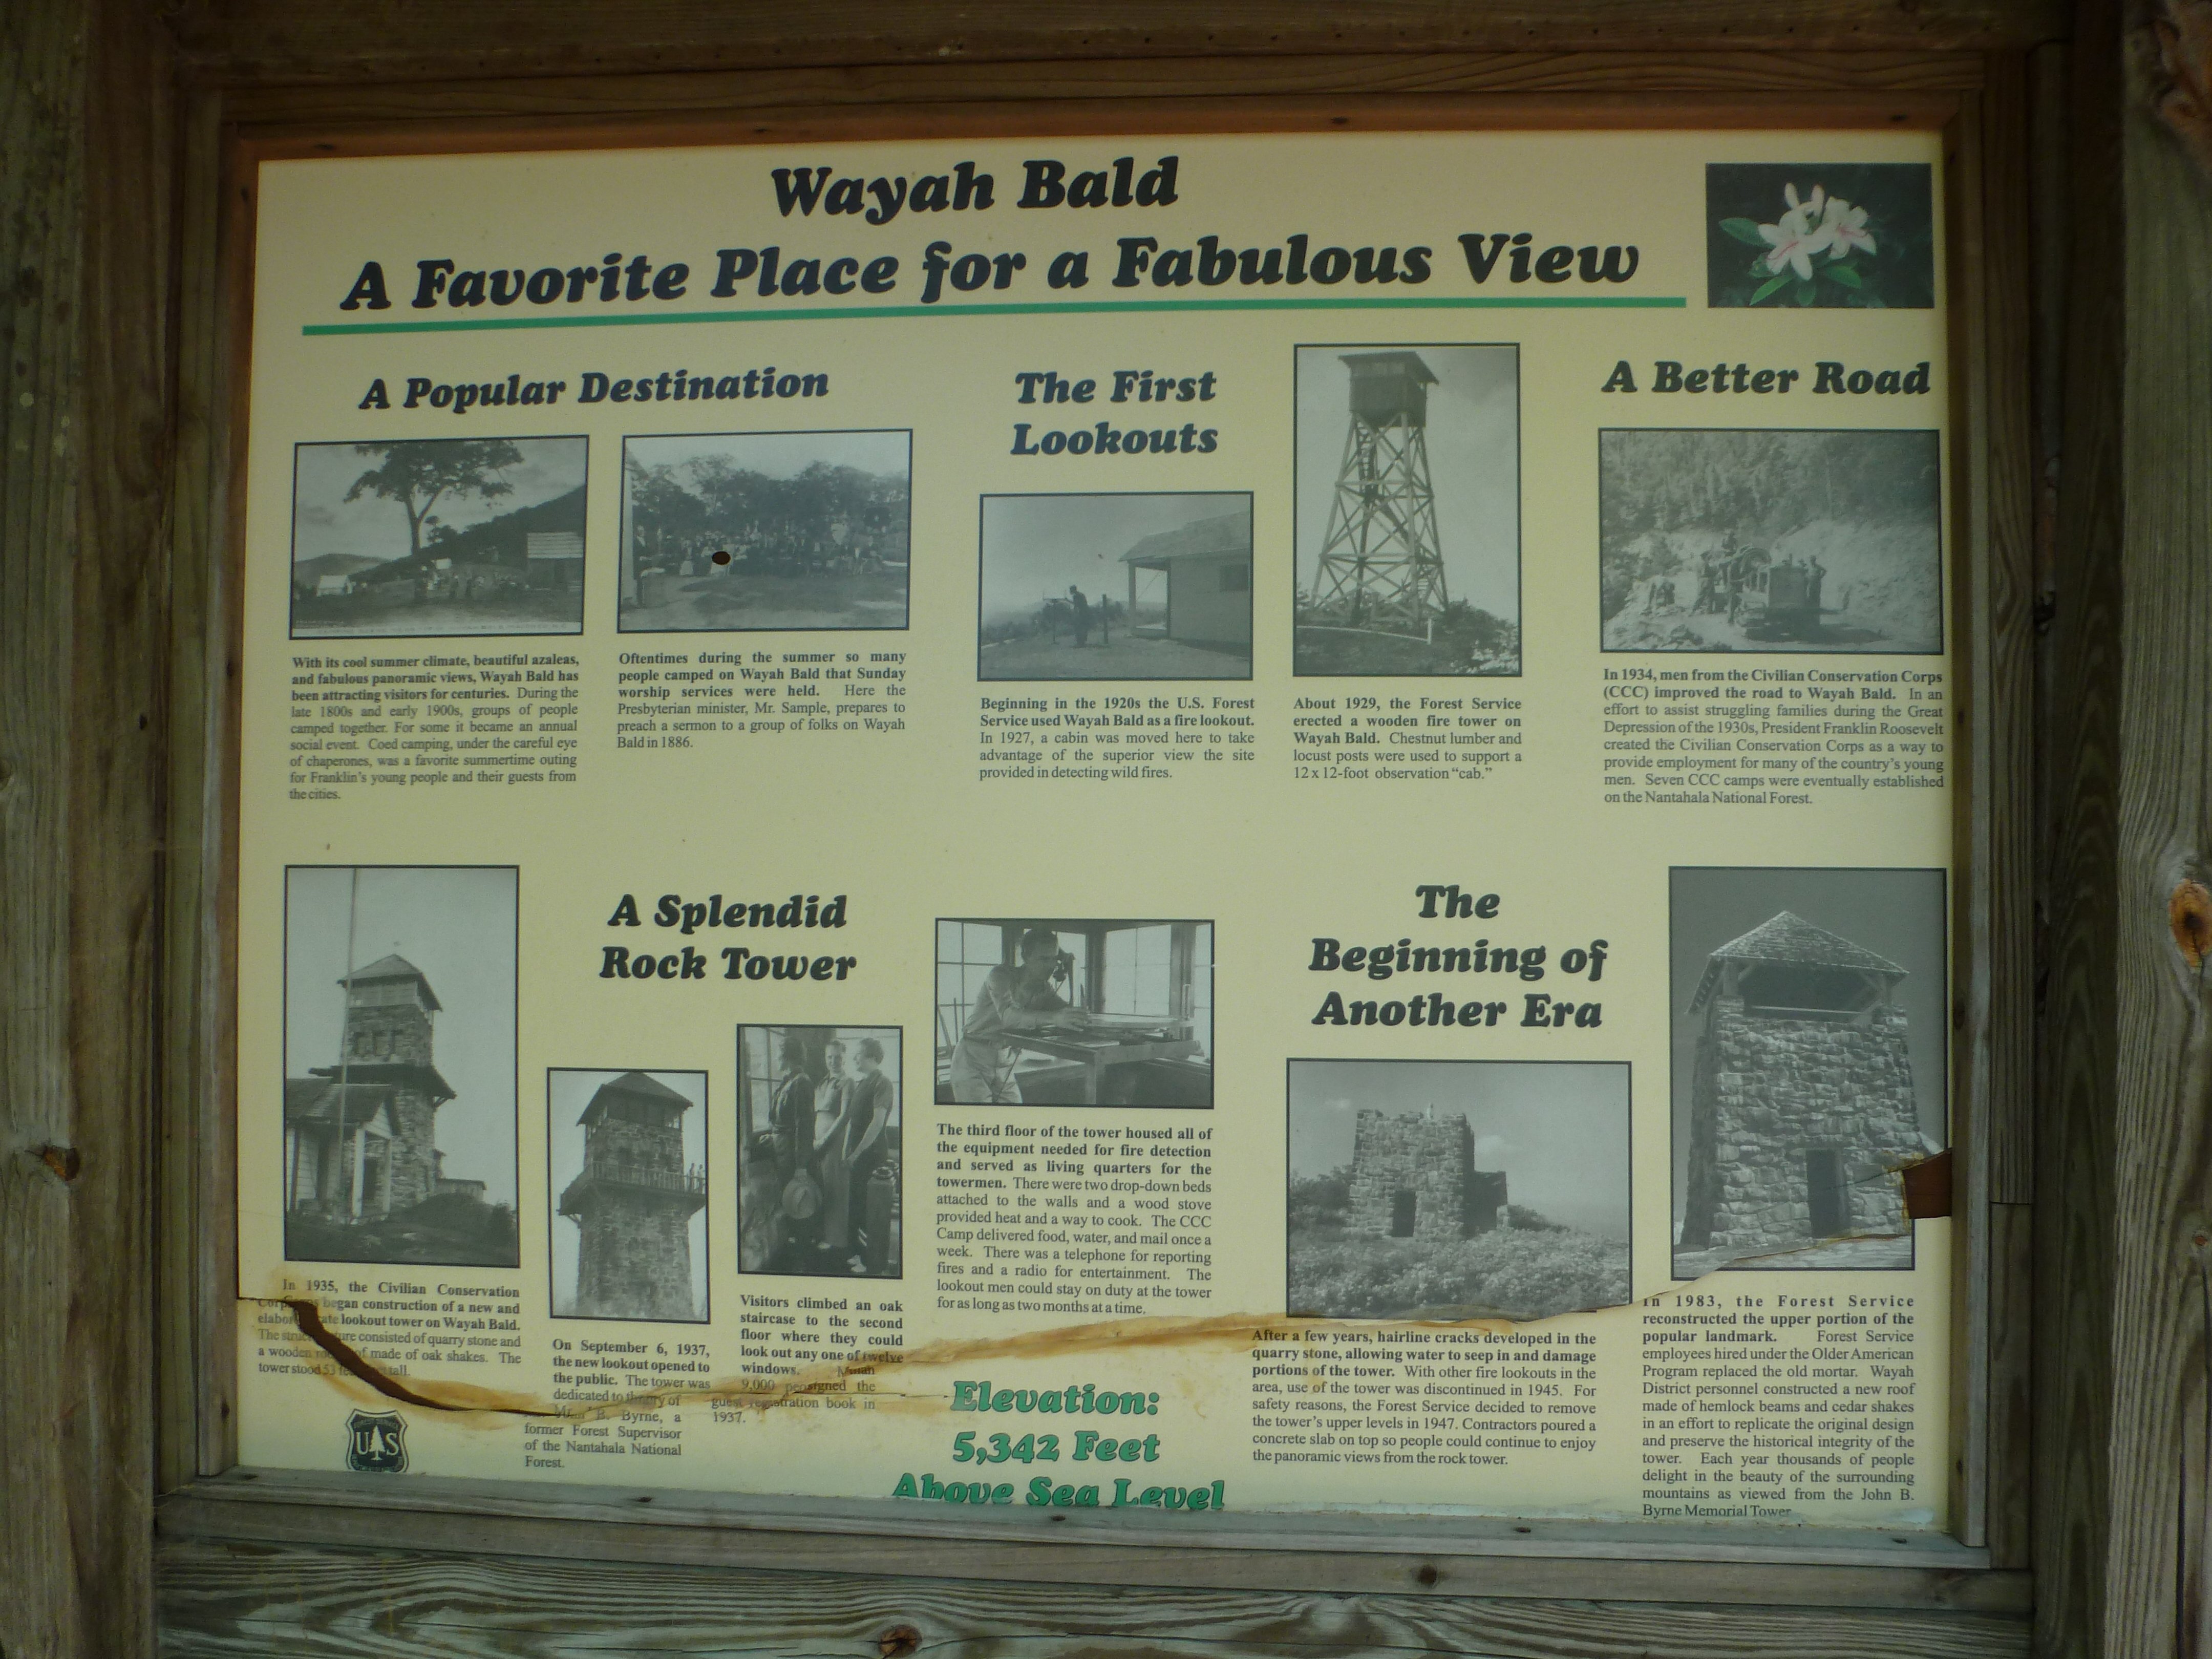 Wayah Bald
A Favorite Place for a Fabulous View
A Popular Destination
With its cool summer climate, beautiful azaleas,
and fabulous panoramic views, Wayah Bald has
been attracting visitors for centuries. During the
late 1800s and early 1900s, groups of people
camped together. For some it became an annual
social event. Coed camping, under the careful eye
of chaperones, was a favorite summertime outing
for Franklin's young people and their guests from
the cities.
Oftentimes during the summer so many
people camped on Wayah Bald that Sunday
worship services were held. Here the
Presbyterian minister, Mr. Sample, prepares to
preach a sermon to a group of folks on Wayah
Bald in 1886.
The First
Lookouts
Beginning in the 1920s the U.S. Forest
Service used Wayah Bald as a fire lookout.
In 1927, a cabin was moved here to take
advantage of the superior view the site
provided in detecting wild fires.
About 1929, the Forest Service
erected a wooden fire tower on
Wayah Bald. Chestnut lumber and
locust posts were used to support a
12 x 12-foot observation "cab."
A Better Road
In 1934, men from the Civilian Conservation Corps
(CCC) improved the road to Wayah Bald. In an
effort to assist struggling families during the Great
Depression of the 1930s, President Franklin Roosevelt
created the Civilian Conservation Corps as a way to
provide employment for many of the country's young
men. Seven CCC camps were eventually established
on the Nantahala National Forest.
A Splendid
Rock Tower
In 1935, the Civilian Conservation
began construction of a new and
lookout tower on Wayah Bald.
The consisted of quarry stone and
a wooden of made of oak shakes. The
tower stood 53 tall.
On September 6, 1937,
the new lookout opened to
the public. The tower was
dedicated to of
B. Byrne, a
former Forest Supervisor
of the Nantahala National
Forest.
Visitors climbed an oak
staircase to the second
floor where they could
look out any one of twelve
windows.
9,000 signed the
guest registration book in
1937.
The third floor of the tower housed all of
the equipment needed for fire detection
and served as living quarters for the
towermen. There were two drop-down beds
attached to the walls and a wood stove
provided heat and a way to cook. The CCC
Camp delivered food, water, and mail once a
week. There was a telephone for reporting
fires and a radio for entertainment. The
lookout men could stay on duty at the tower
for as long as two months at a time.
The
Beginning of
Another Era
After a few years, hairline cracks developed in the
quarry stone, allowing water to seep in and damage
portions of the tower. With other fire lookouts in the
area, use of the tower was discontinued in 1945. For
safety reasons, the Forest Service decided to remove
the tower's upper levels in 1947. Contractors poured a
concrete slab on top so people could continue to enjoy
the panoramic views from the rock tower.
In 1983, the Forest Service
reconstructed the upper portion of the
popular landmark. Forest Service
employees hired under the Older American
Program replaced the old mortar. Wayah
District personnel constructed a new roof
made of hemlock beams and cedar shakes
in an effort to replicate the original design
and preserve the historical integrity of the
tower. Each year thousands of people
delight in the beauty of the surrounding
mountains as viewed from the John B.
Byrne Memorial Tower
Elevation:
5,342 Feet
Above Sea Level
U S